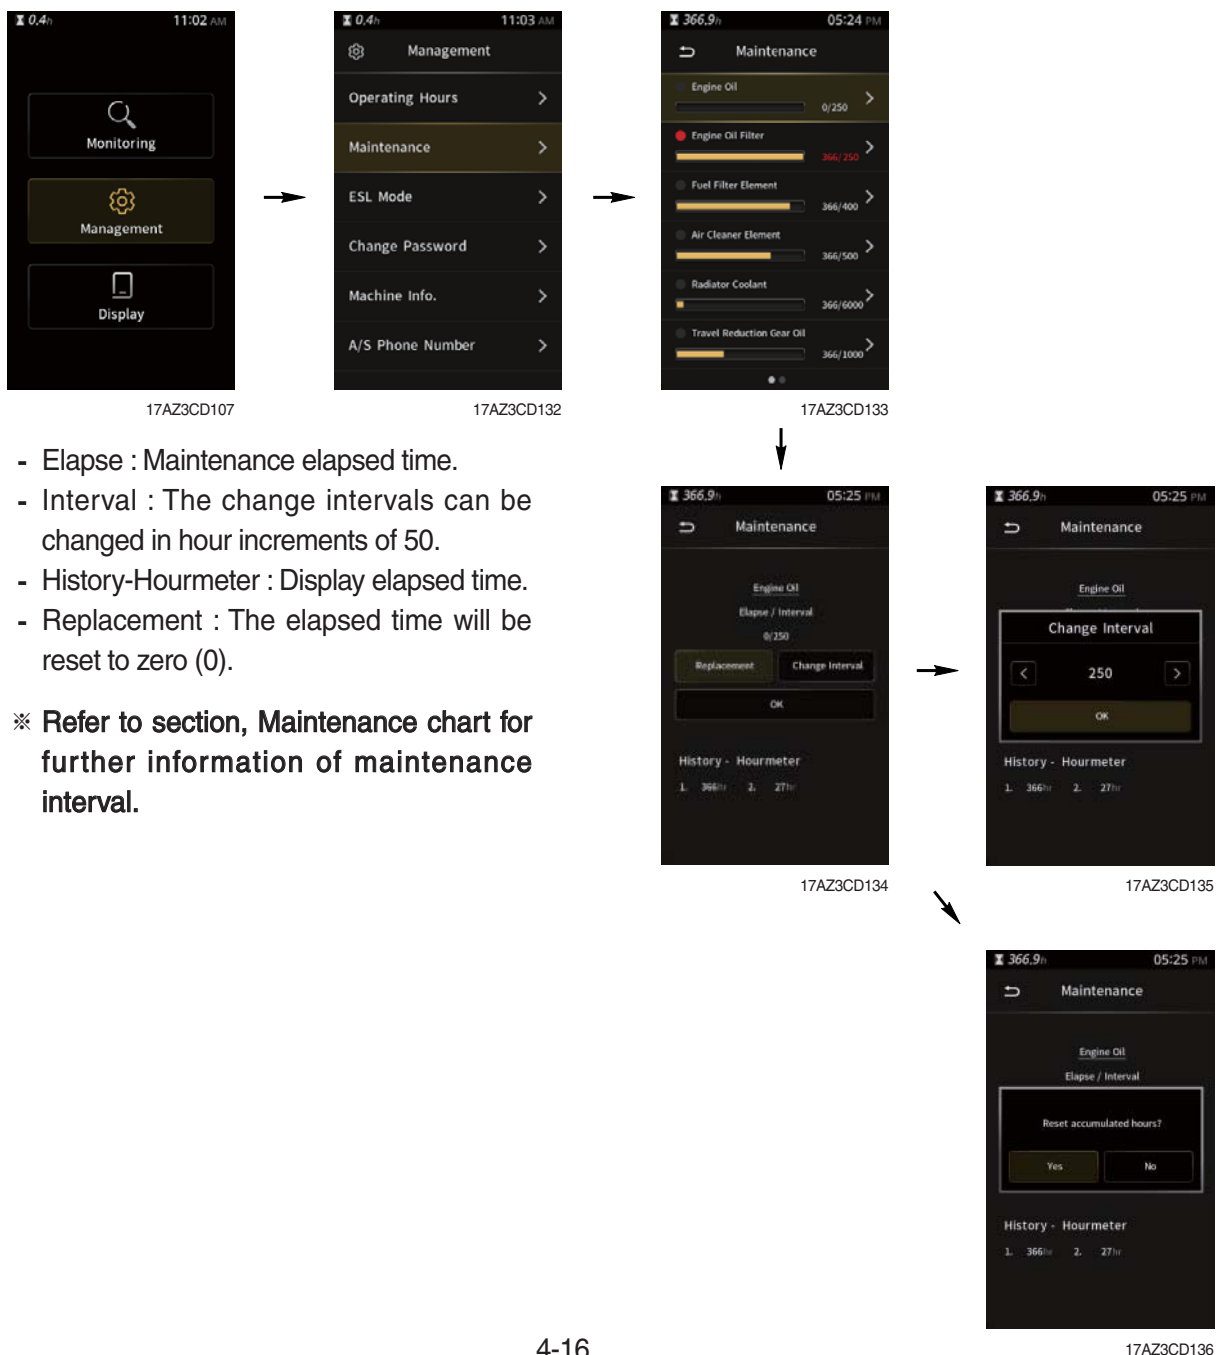 0.4h 11:02 AM
Monitoring
Management
Display
17AZ3CD107
0.4h 11:03 AM
Management
Operating Hours
Maintenance
ESL Mode
Change Password
Machine Info.
A/S Phone Number
17AZ3CD132
366.9h 05:24 PM
Maintenance
Engine Oil
0/250
Engine Oil Filter
366/250
Fuel Filter Element
366/400
Air Cleaner Element
366/500
Radiator Coolant
366/6000
Travel Reduction Gear Oil
366/1000
17AZ3CD133
- Elapse : Maintenance elapsed time.
- Interval : The change intervals can be
changed in hour increments of 50.
- History-Hourmeter : Display elapsed time.
- Replacement : The elapsed time will be
reset to zero (0).
※ Refer to section, Maintenance chart for
further information of maintenance
interval.
366.9h 05:25 PM
Maintenance
Engine Oil
Elapse / Interval
0/250
Replacement Change Interval
OK
History - Hourmeter
1. 366hr 2. 27hr
17AZ3CD134
366.9h 05:25 PM
Maintenance
Engine Oil
Change Interval
< 250 >
OK
History - Hourmeter
1. 366hr 2. 27hr
17AZ3CD135
366.9h 05:25 PM
Maintenance
Engine Oil
Elapse / Interval
Reset accumulated hours?
Yes No
History - Hourmeter
1. 366hr 2. 27hr
17AZ3CD136
4-16